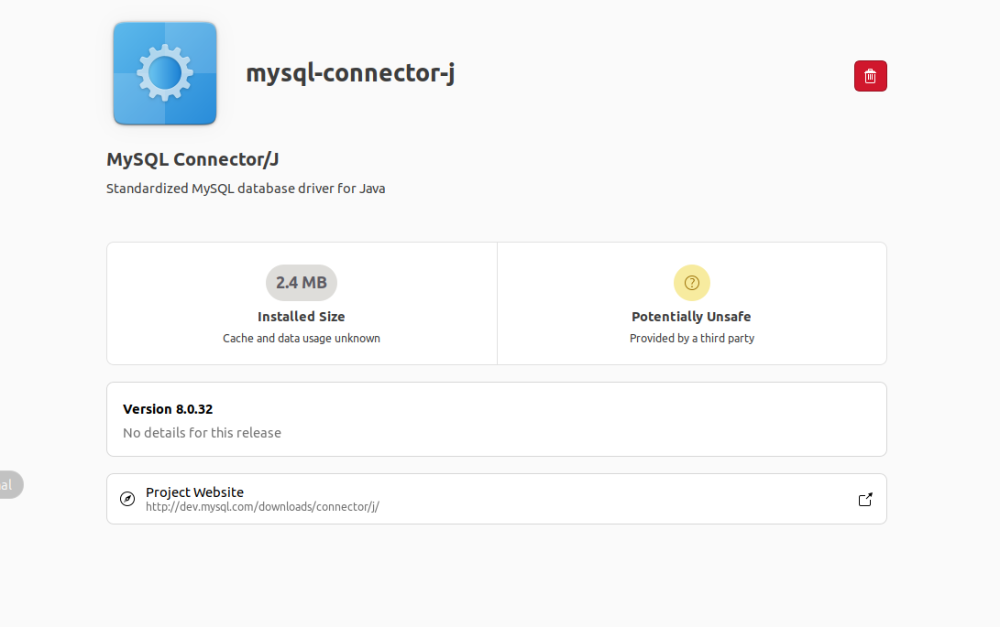 mysql-connector-j
MySQL Connector/J
Standardized MySQL database driver for Java
2.4 MB
Installed Size
Cache and data usage unknown
?
Potentially Unsafe
Provided by a third party
Version 8.0.32
No details for this release
al
Project Website
http://dev.mysql.com/downloads/connector/j/